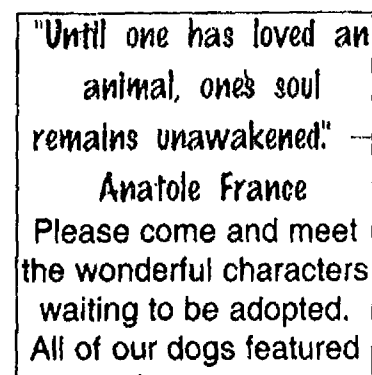 "Until one has loved an
animal, one's soul
remains unawakened."
Anatole France
Please come and meet
the wonderful characters
waiting to be adopted.
All of our dogs featured